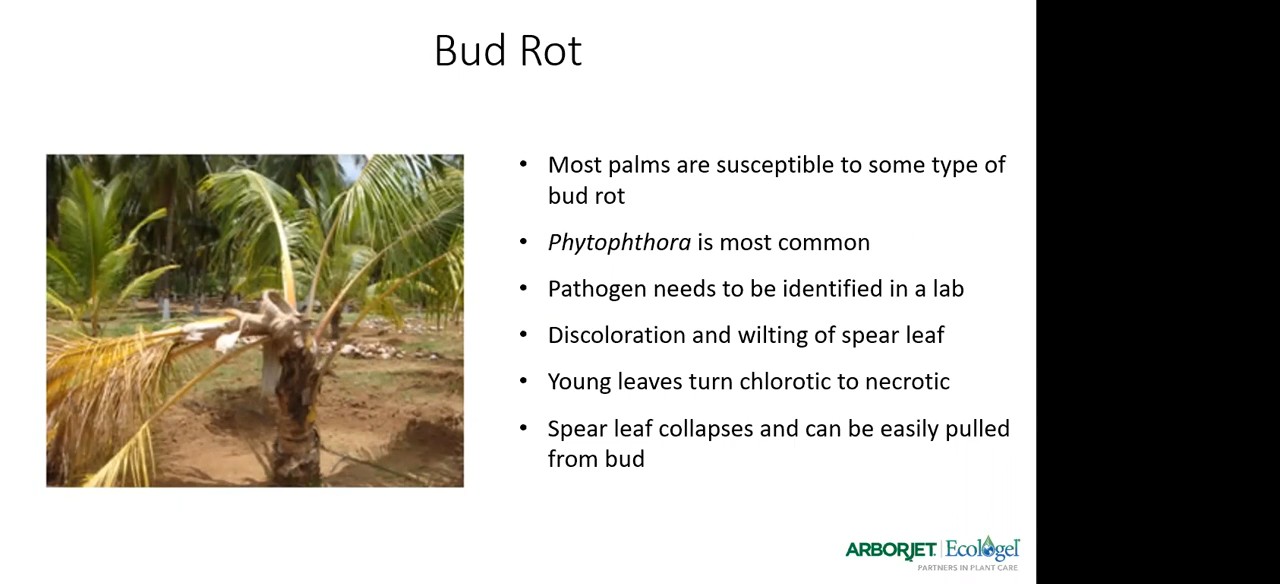 Bud Rot
• Most palms are susceptible to some type of
bud rot
• Phytophthora is most common
• Pathogen needs to be identified in a lab
• Discoloration and wilting of spear leaf
• Young leaves turn chlorotic to necrotic
• Spear leaf collapses and can be easily pulled
from bud
ARBORJET | Ecologel
PARTNERS IN PLANT CARE